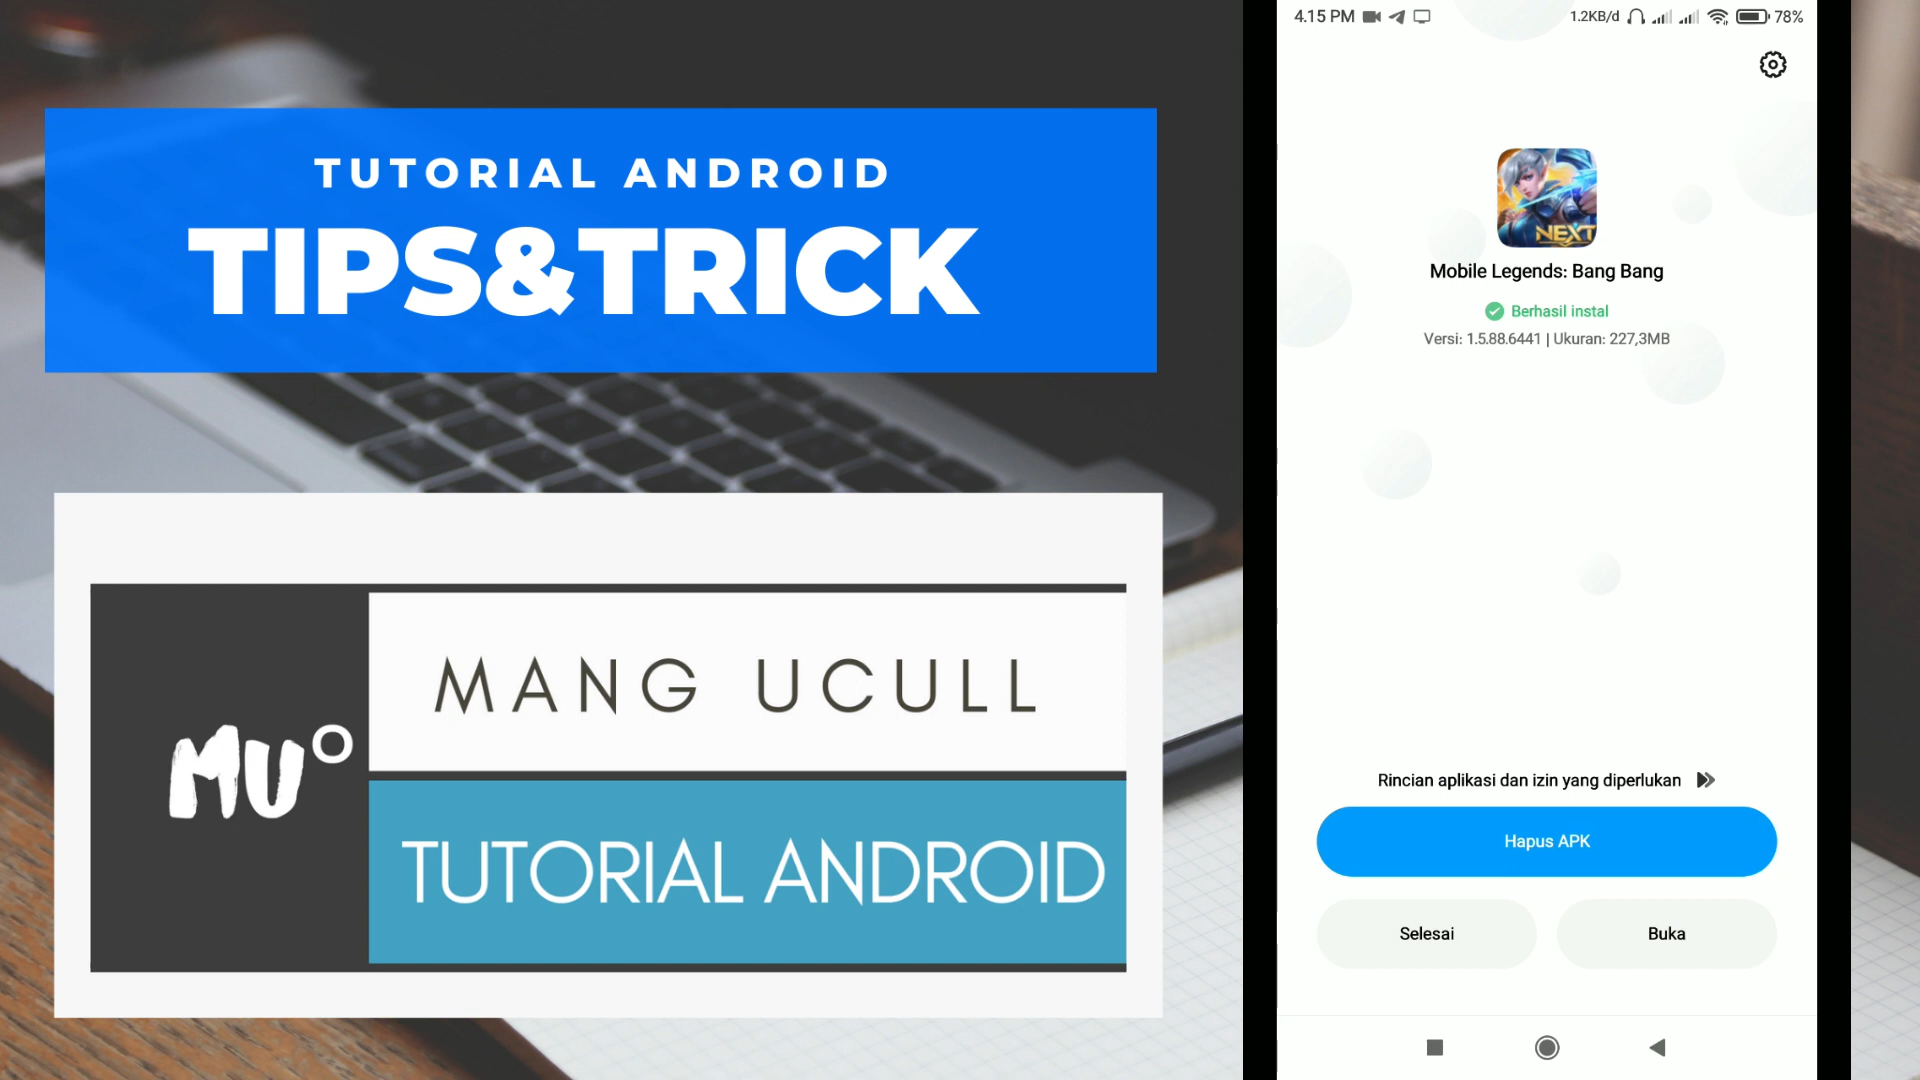 TUTORIAL ANDROID
TIPS&TRICK
MU°
MANG UCULL
TUTORIAL ANDROID
4.15 PM
1.2KB/d
78%
NEXT
Mobile Legends: Bang Bang
Berhasil instal
Versi: 1.5.88.6441 | Ukuran: 227,3MB
Rincian aplikasi dan izin yang diperlukan
Hapus APK
Selesai
Buka